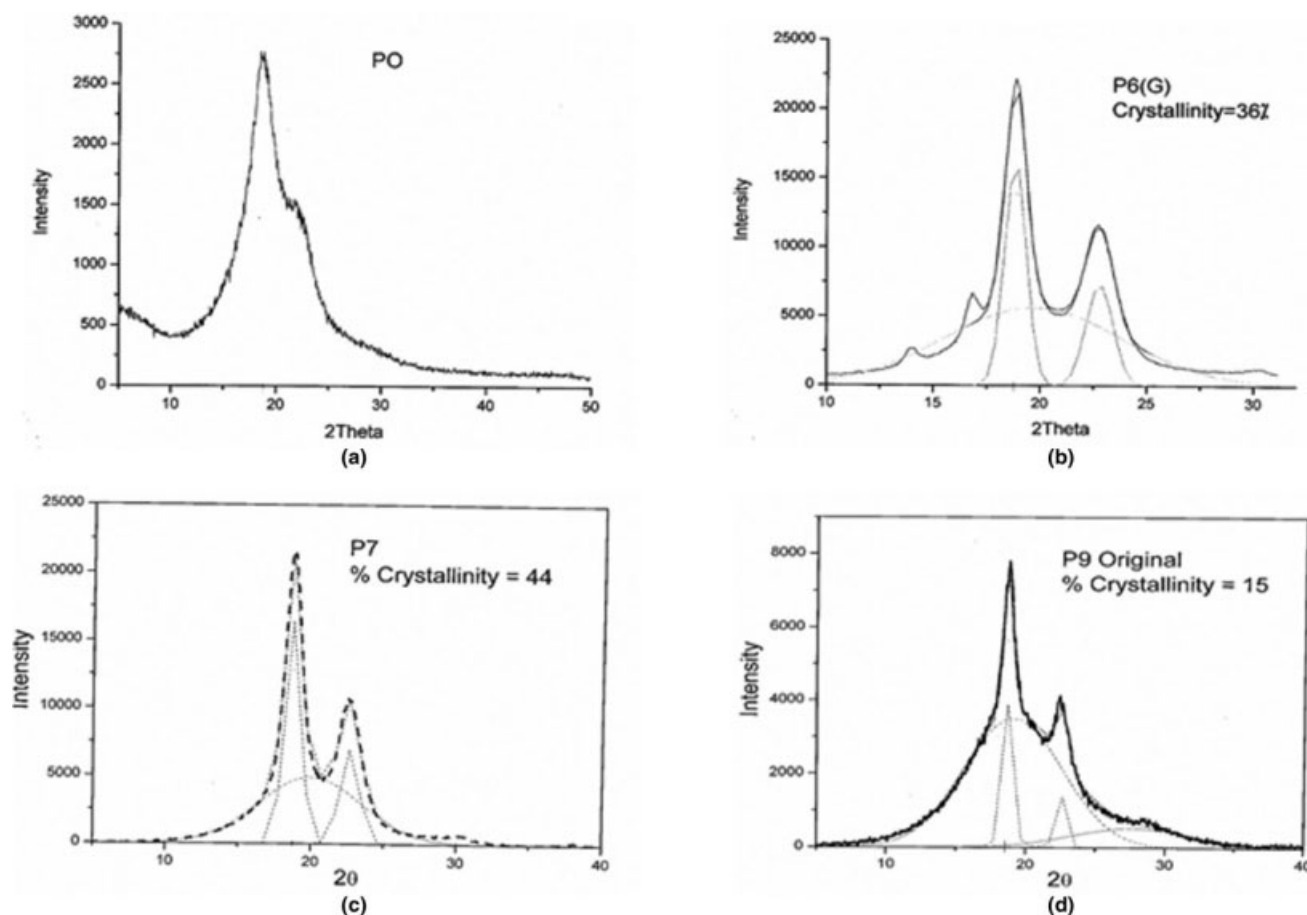 3000
2500
2000
1500
1000
500
0
Intensity
PO
10
20
30
40
50
2Theta
(a)
25000
20000
15000
10000
5000
0
Intensity
P6(G)
Crystallinity=36%
10
15
20
25
30
2Theta
(b)
25000
20000
15000
10000
5000
0
Intensity
P7
% Crystallinity = 44
10
20
30
40
2θ
(c)
8000
6000
4000
2000
0
Intensity
P9 Original
% Crystallinity = 15
10
20
30
40
2θ
(d)